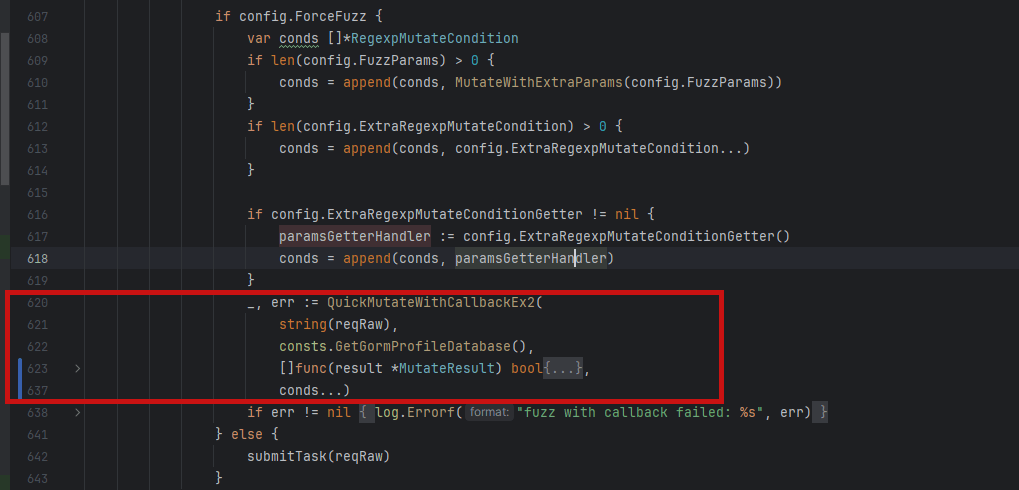 607 if config.ForceFuzz {
608 var conds []*RegexpMutateCondition
609 if len(config.FuzzParams) > 0 {
610 conds = append(conds, MutateWithExtraParams(config.FuzzParams))
611 }
612 if len(config.ExtraRegexpMutateCondition) > 0 {
613 conds = append(conds, config.ExtraRegexpMutateCondition...)
614 }
615
616 if config.ExtraRegexpMutateConditionGetter != nil {
617 paramsGetterHandler := config.ExtraRegexpMutateConditionGetter()
618 conds = append(conds, paramsGetterHandler)
619 }
620 _, err := QuickMutateWithCallbackEx2(
621 string(reqRaw),
622 consts.GetGormProfileDatabase(),
623 []func(result *MutateResult) bool{...},
637 conds...)
638 if err != nil { log.Errorf( format: "fuzz with callback failed: %s", err) }
641 } else {
642 submitTask(reqRaw)
643 }